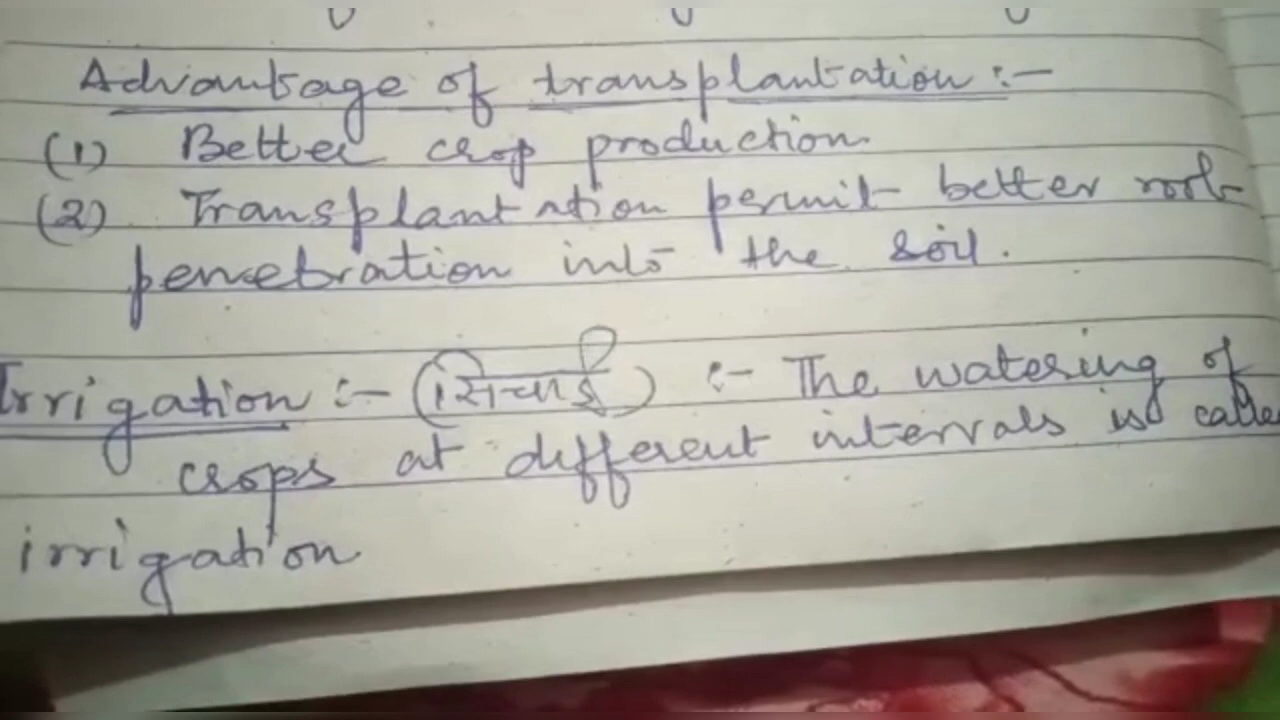 Advantage of transplantation :-
(1) Better crop production
(2) Transplantation permit better root
penetration into the soil.
Irrigation :- (सिचाई) :- The watering of
crops at different intervals is calle
irrigation